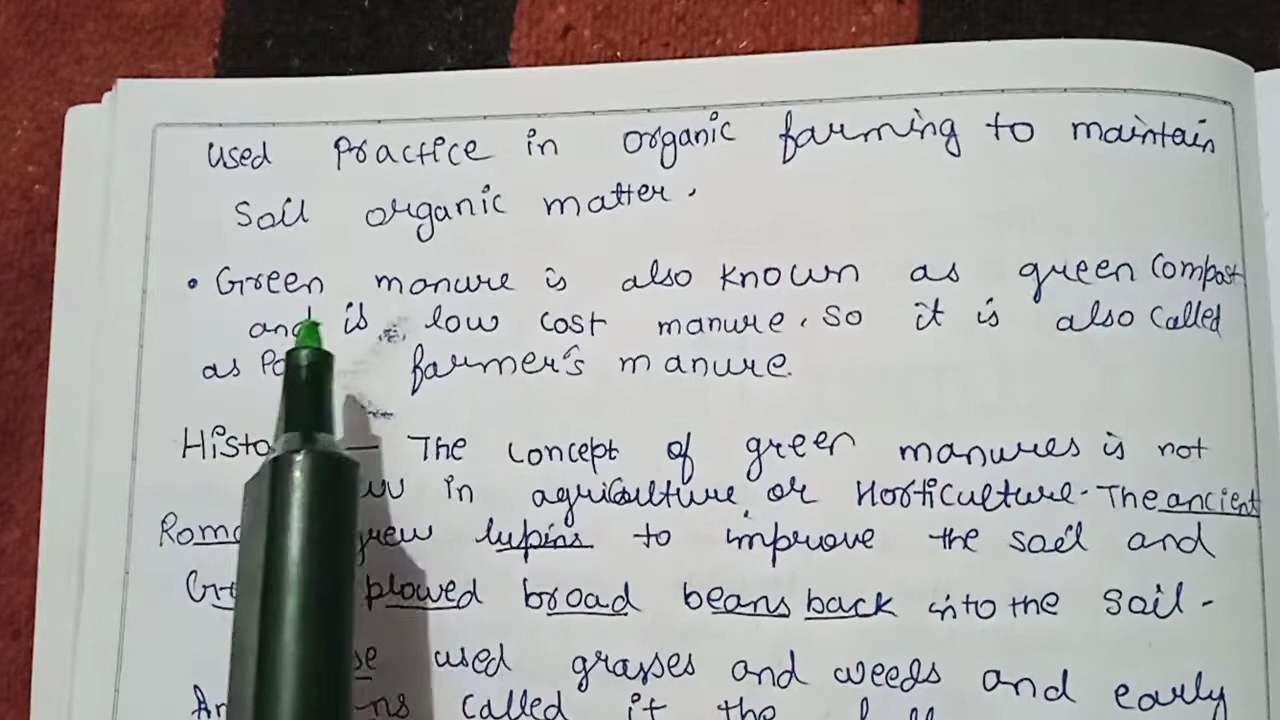 used practice in organic farming to maintain
soil organic matter.
• Green manure is also known as green compost
and is low cost manure. so it is also called
as farmer's manure.
— The concept of green manures is not
in agriculture or Horticulture. The ancient
lupins to improve the soil and
plowed broad beans back into the soil -
used grasses and weeds and early
called it the